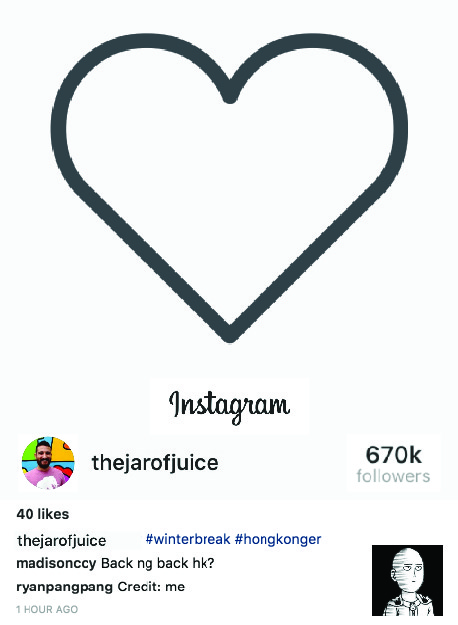 Instagram
thejarofjuice
670k
followers
40 likes
thejarofjuice #winterbreak #hongkonger
madisonccy Back ng back hk?
ryanpangpang Crecit: me
1 HOUR AGO